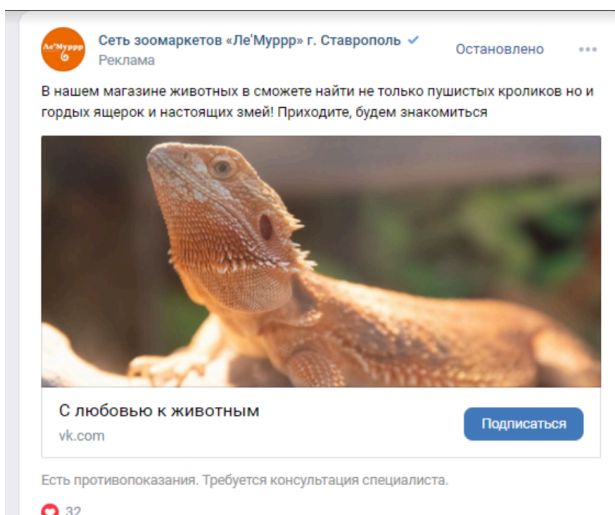 Ле'Муррр
Сеть зоомаркетов «Ле'Муррр» г. Ставрополь
Реклама
Остановлено
В нашем магазине животных в сможете найти не только пушистых кроликов но и
гордых ящерок и настоящих змей! Приходите, будем знакомиться
С любовью к животным
vk.com
Подписаться
Есть противопоказания. Требуется консультация специалиста.
32